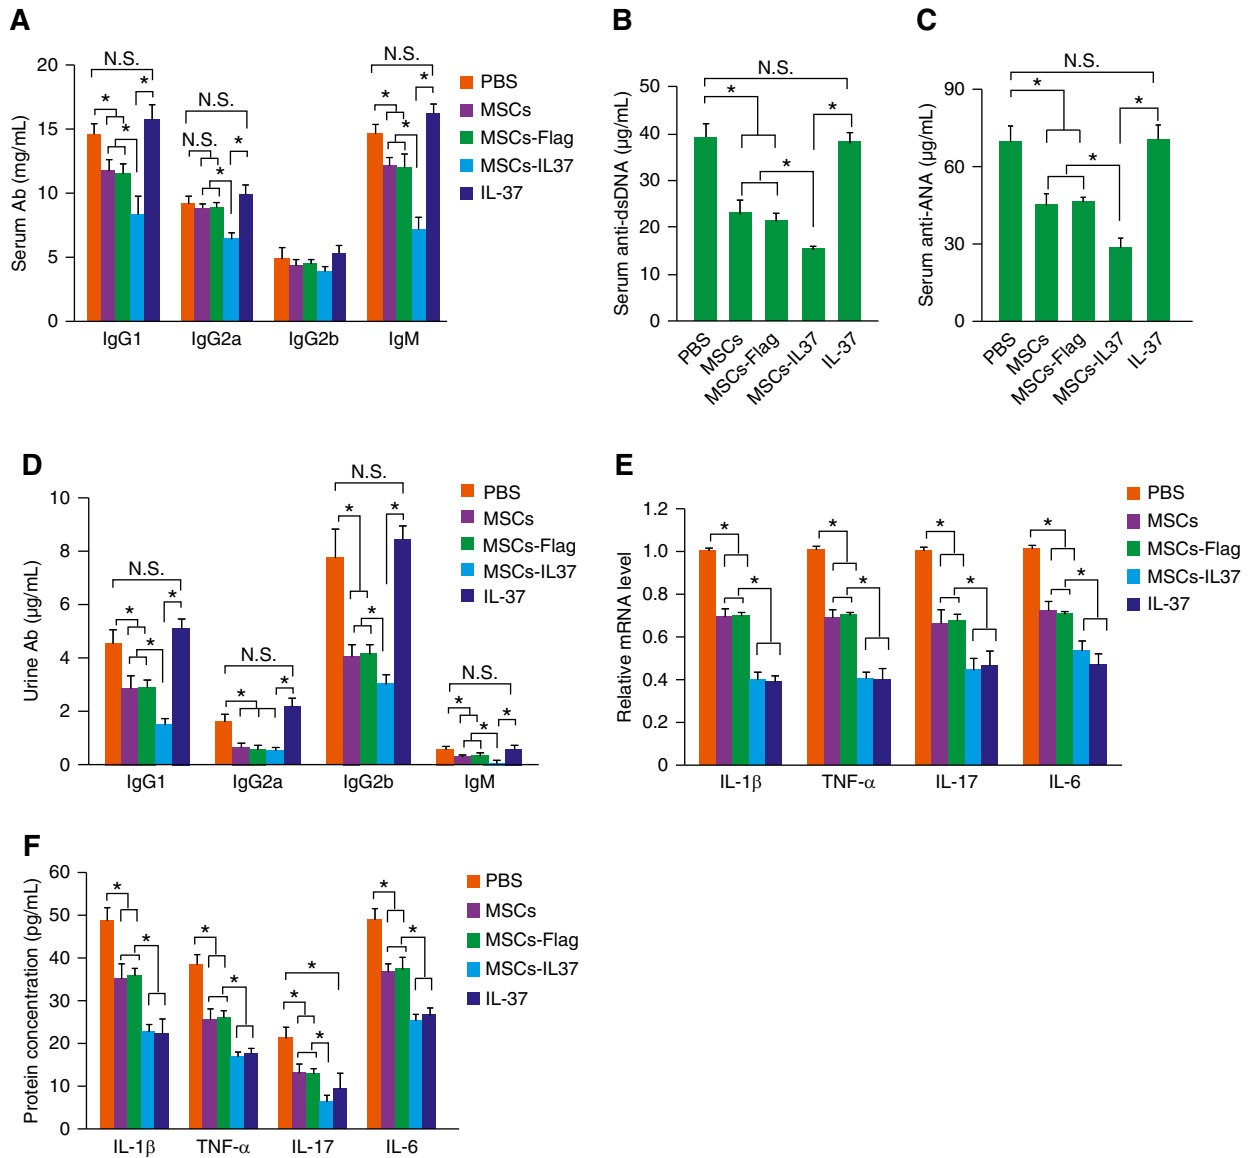 A
Serum Ab (mg/mL)
20
15
10
5
0
N.S.
*
*
*
N.S.
N.S.
*
*
N.S.
*
*
*
IgG1 IgG2a IgG2b IgM
PBS
MSCs
MSCs-Flag
MSCs-IL37
IL-37
B
Serum anti-dsDNA (µg/mL)
50
40
30
20
10
0
N.S.
*
*
*
PBS
MSCs
MSCs-Flag
MSCs-IL37
IL-37
C
Serum anti-ANA (µg/mL)
90
60
30
0
N.S.
*
*
*
PBS
MSCs
MSCs-Flag
MSCs-IL37
IL-37
D
Urine Ab (µg/mL)
10
8
6
4
2
0
N.S.
*
*
*
N.S.
*
*
N.S.
*
*
*
N.S.
*
*
*
IgG1 IgG2a IgG2b IgM
PBS
MSCs
MSCs-Flag
MSCs-IL37
IL-37
E
Relative mRNA level
1.2
1.0
0.8
0.6
0.4
0.2
0
*
*
*
*
*
*
*
*
IL-1β TNF-α IL-17 IL-6
PBS
MSCs
MSCs-Flag
MSCs-IL37
IL-37
F
Protein concentration (pg/mL)
60
50
40
30
20
10
0
*
*
*
*
*
*
*
*
*
IL-1β TNF-α IL-17 IL-6
PBS
MSCs
MSCs-Flag
MSCs-IL37
IL-37